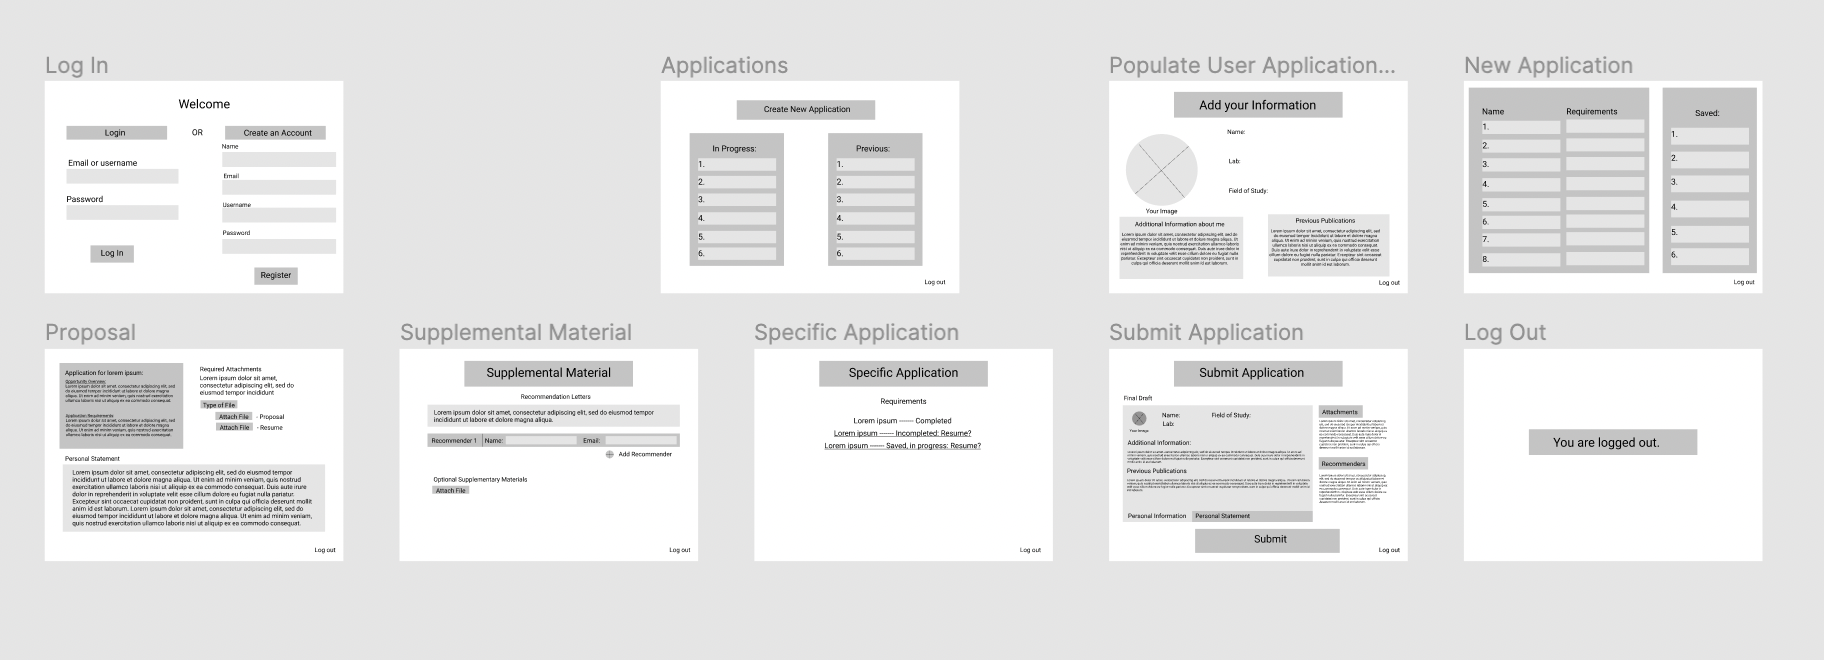 Log In
Welcome
Login
OR
Create an Account
Name
Email or username
Email
Password
Username
Password
Log In
Register
Applications
Create New Application
In Progress:
1.
2.
3.
4.
5.
6.
Previous:
1.
2.
3.
4.
5.
6.
Log out
Populate User Application...
Add your Information
Name:
Lab:
Field of Study:
Your Image
Additional Information about me
Lorem ipsum dolor sit amet, consectetur adipiscing elit, sed do
eiusmod tempor incididunt ut labore et dolore magna aliqua. Ut
enim ad minim veniam, quis nostrud exercitation ullamco laboris
nisi ut aliquip ex ea commodo consequat. Duis aute irure dolor in
reprehenderit in voluptate velit esse cillum dolore eu fugiat nulla
pariatur. Excepteur sint occaecat cupidatat non proident, sunt in
culpa qui officia deserunt mollit anim id est laborum.
Previous Publications
Lorem ipsum dolor sit amet, consectetur adipiscing elit, sed
do eiusmod tempor incididunt ut labore et dolore magna
aliqua. Ut enim ad minim veniam, quis nostrud exercitation
ullamco laboris nisi ut aliquip ex ea commodo consequat.
Duis aute irure dolor in reprehenderit in voluptate velit esse
cillum dolore eu fugiat nulla pariatur. Excepteur sint
occaecat cupidatat non proident, sunt in culpa qui officia
deserunt mollit anim id est laborum.
Log out
New Application
Name
1.
2.
3.
4.
5.
6.
7.
8.
Requirements
Saved:
1.
2.
3.
4.
5.
6.
Log out
Proposal
Application for lorem ipsum:
Opportunity Overview:
Lorem ipsum dolor sit amet, consectetur adipiscing elit, sed
do eiusmod tempor incididunt ut labore et dolore magna
aliqua. Ut enim ad minim veniam, quis nostrud exercitation
ullamco laboris nisi ut aliquip ex ea commodo consequat.
Application Requirements:
Lorem ipsum dolor sit amet, consectetur adipiscing elit, sed
do eiusmod tempor incididunt ut labore et dolore magna
aliqua. Ut enim ad minim veniam, quis nostrud exercitation
ullamco laboris nisi ut aliquip ex ea commodo consequat.
Required Attachments
Lorem ipsum dolor sit amet,
consectetur adipiscing elit, sed do
eiusmod tempor incididunt
Type of File
Attach File - Proposal
Attach File - Resume
Personal Statement
Lorem ipsum dolor sit amet, consectetur adipiscing elit, sed do eiusmod tempor
incididunt ut labore et dolore magna aliqua. Ut enim ad minim veniam, quis nostrud
exercitation ullamco laboris nisi ut aliquip ex ea commodo consequat. Duis aute irure
dolor in reprehenderit in voluptate velit esse cillum dolore eu fugiat nulla pariatur.
Excepteur sint occaecat cupidatat non proident, sunt in culpa qui officia deserunt mollit
anim id est laborum. Lorem ipsum dolor sit amet, consectetur adipiscing elit, sed do
eiusmod tempor incididunt ut labore et dolore magna aliqua. Ut enim ad minim veniam,
quis nostrud exercitation ullamco laboris nisi ut aliquip ex ea commodo consequat.
Log out
Supplemental Material
Supplemental Material
Recommendation Letters
Lorem ipsum dolor sit amet, consectetur adipiscing elit, sed do eiusmod tempor
incididunt ut labore et dolore magna aliqua.
Recommender 1
Name:
Email:
Add Recommender
Optional Supplementary Materials
Attach File
Log out
Specific Application
Specific Application
Requirements
Lorem ipsum ------ Completed
Lorem ipsum ------ Incompleted: Resume?
Lorem ipsum ------ Saved, in progress: Resume?
Log out
Submit Application
Submit Application
Final Draft
Your Image
Name:
Lab:
Field of Study:
Additional Information:
Previous Publications
Personal Information
Personal Statement
Attachments
Recommenders
Submit
Log out
Log Out
You are logged out.